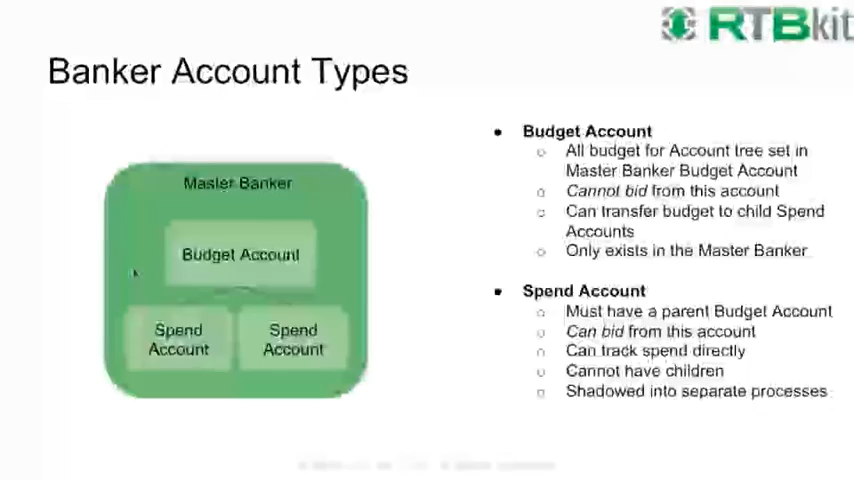 RTBkit
Banker Account Types
Master Banker
Budget Account
Spend
Account
Spend
Account
Budget Account
All budget for Account tree set in
Master Banker Budget Account
Cannot bid from this account
Can transfer budget to child Spend
Accounts
Only exists in the Master Banker
Spend Account
Must have a parent Budget Account
Can bid from this account
Can track spend directly
Cannot have children
Shadowed into separate processes